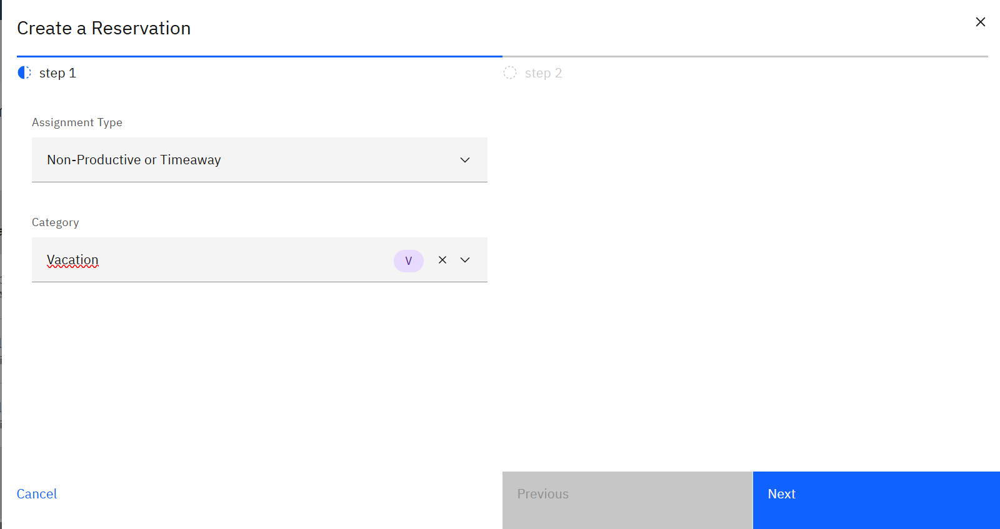 Create a Reservation
step 1
step 2
Assignment Type
Non-Productive or Timeaway
Category
Vacation V
Cancel
Previous
Next